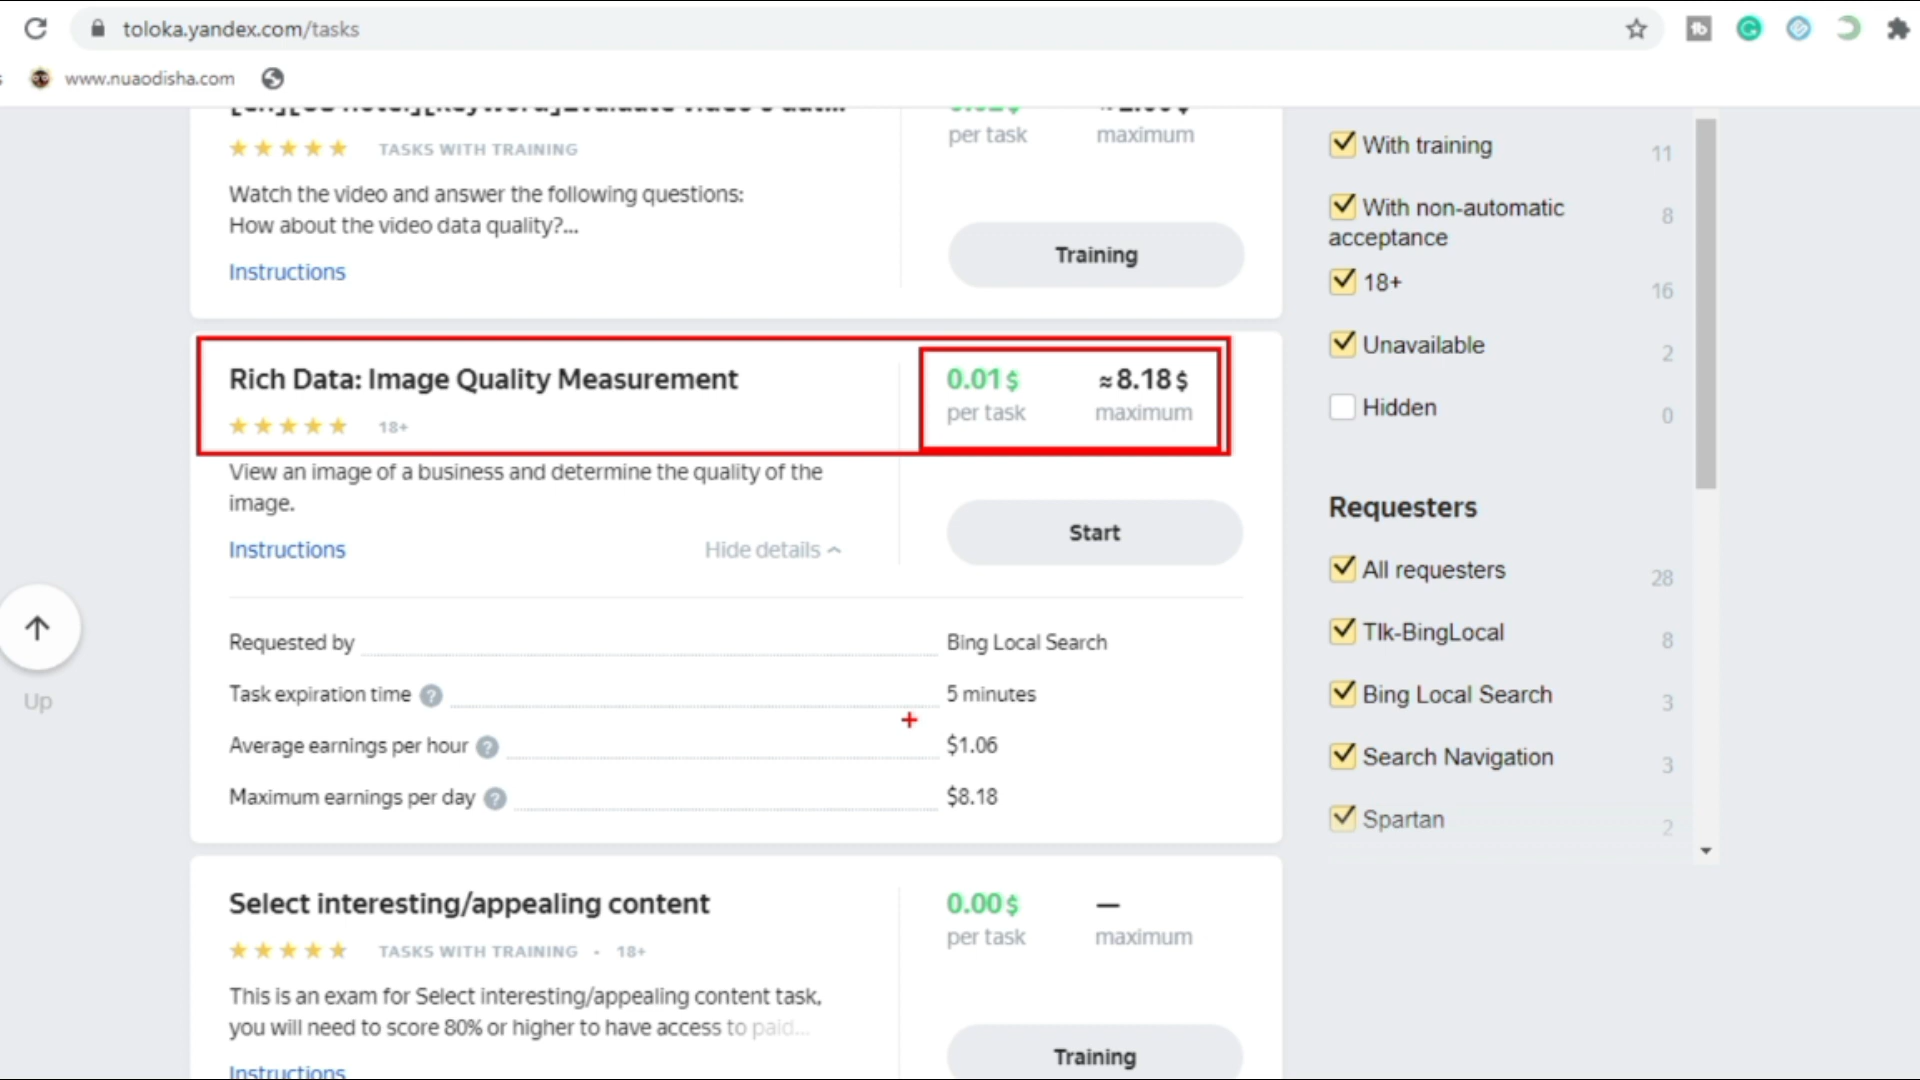 toloka.yandex.com/tasks
www.nuaodisha.com
per task
maximum
TASKS WITH TRAINING
Watch the video and answer the following questions:
How about the video data quality?...
Training
Instructions
Rich Data: Image Quality Measurement
0.01$
≈8.18$
18+
per task
maximum
View an image of a business and determine the quality of the
image.
Instructions
Hide details
Start
Requested by
Bing Local Search
Task expiration time ?
5 minutes
Average earnings per hour ?
$1.06
Maximum earnings per day ?
$8.18
Select interesting/appealing content
0.00$
—
TASKS WITH TRAINING · 18+
per task
maximum
This is an exam for Select interesting/appealing content task,
you will need to score 80% or higher to have access to paid...
Training
Instructions
Up
With training
11
With non-automatic
8
acceptance
18+
16
Unavailable
2
Hidden
0
Requesters
All requesters
28
Tlk-BingLocal
8
Bing Local Search
3
Search Navigation
3
Spartan
2